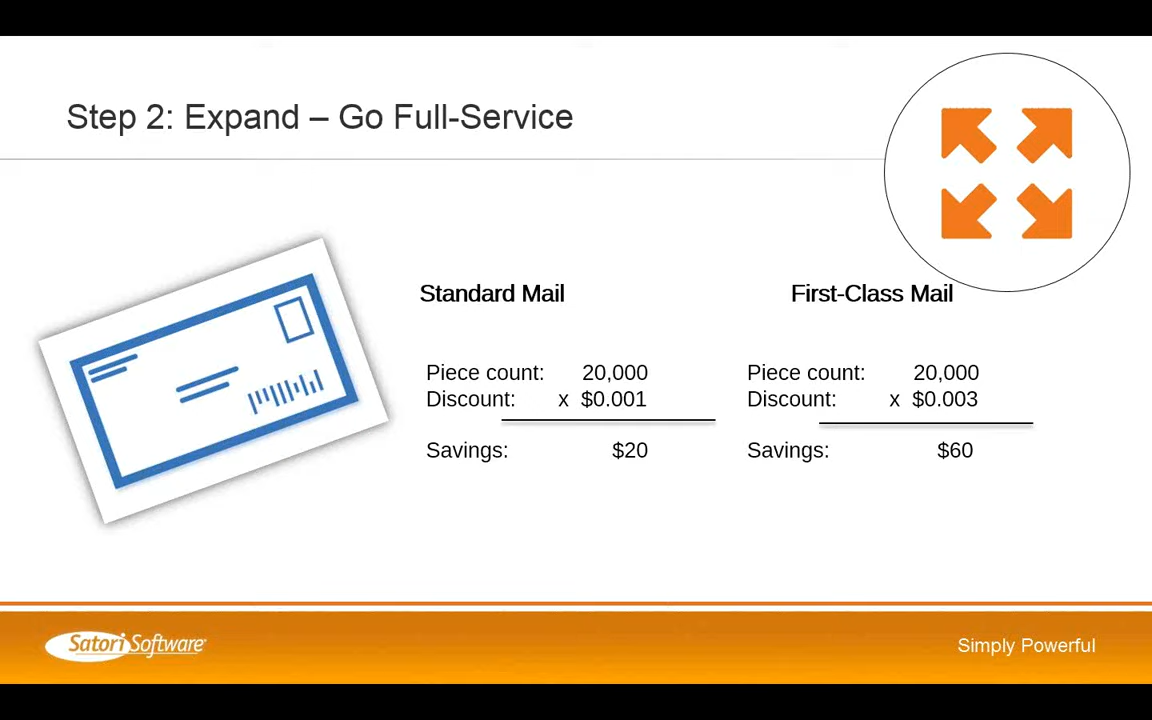 Step 2: Expand – Go Full-Service
Standard Mail
Piece count: 20,000
Discount: x $0.001
Savings: $20
First-Class Mail
Piece count: 20,000
Discount: x $0.003
Savings: $60
Satori Software
Simply Powerful